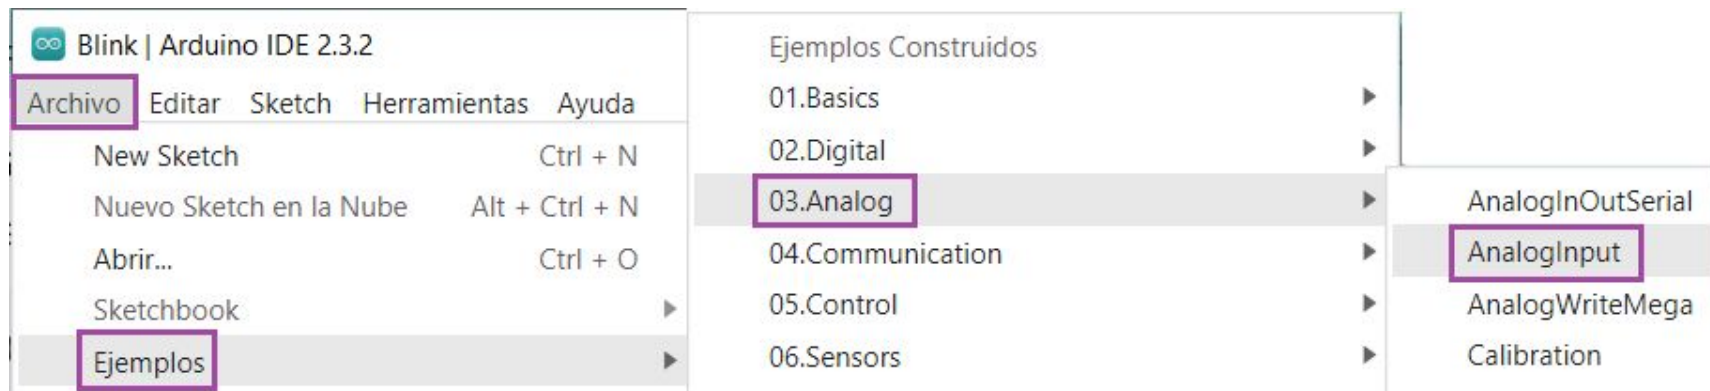 Blink | Arduino IDE 2.3.2
Archivo Editar Sketch Herramientas Ayuda
New Sketch Ctrl + N
Nuevo Sketch en la Nube Alt + Ctrl + N
Abrir... Ctrl + O
Sketchbook
Ejemplos
Ejemplos Construidos
01.Basics
02.Digital
03.Analog
04.Communication
05.Control
06.Sensors
AnalogInOutSerial
AnalogInput
AnalogWriteMega
Calibration